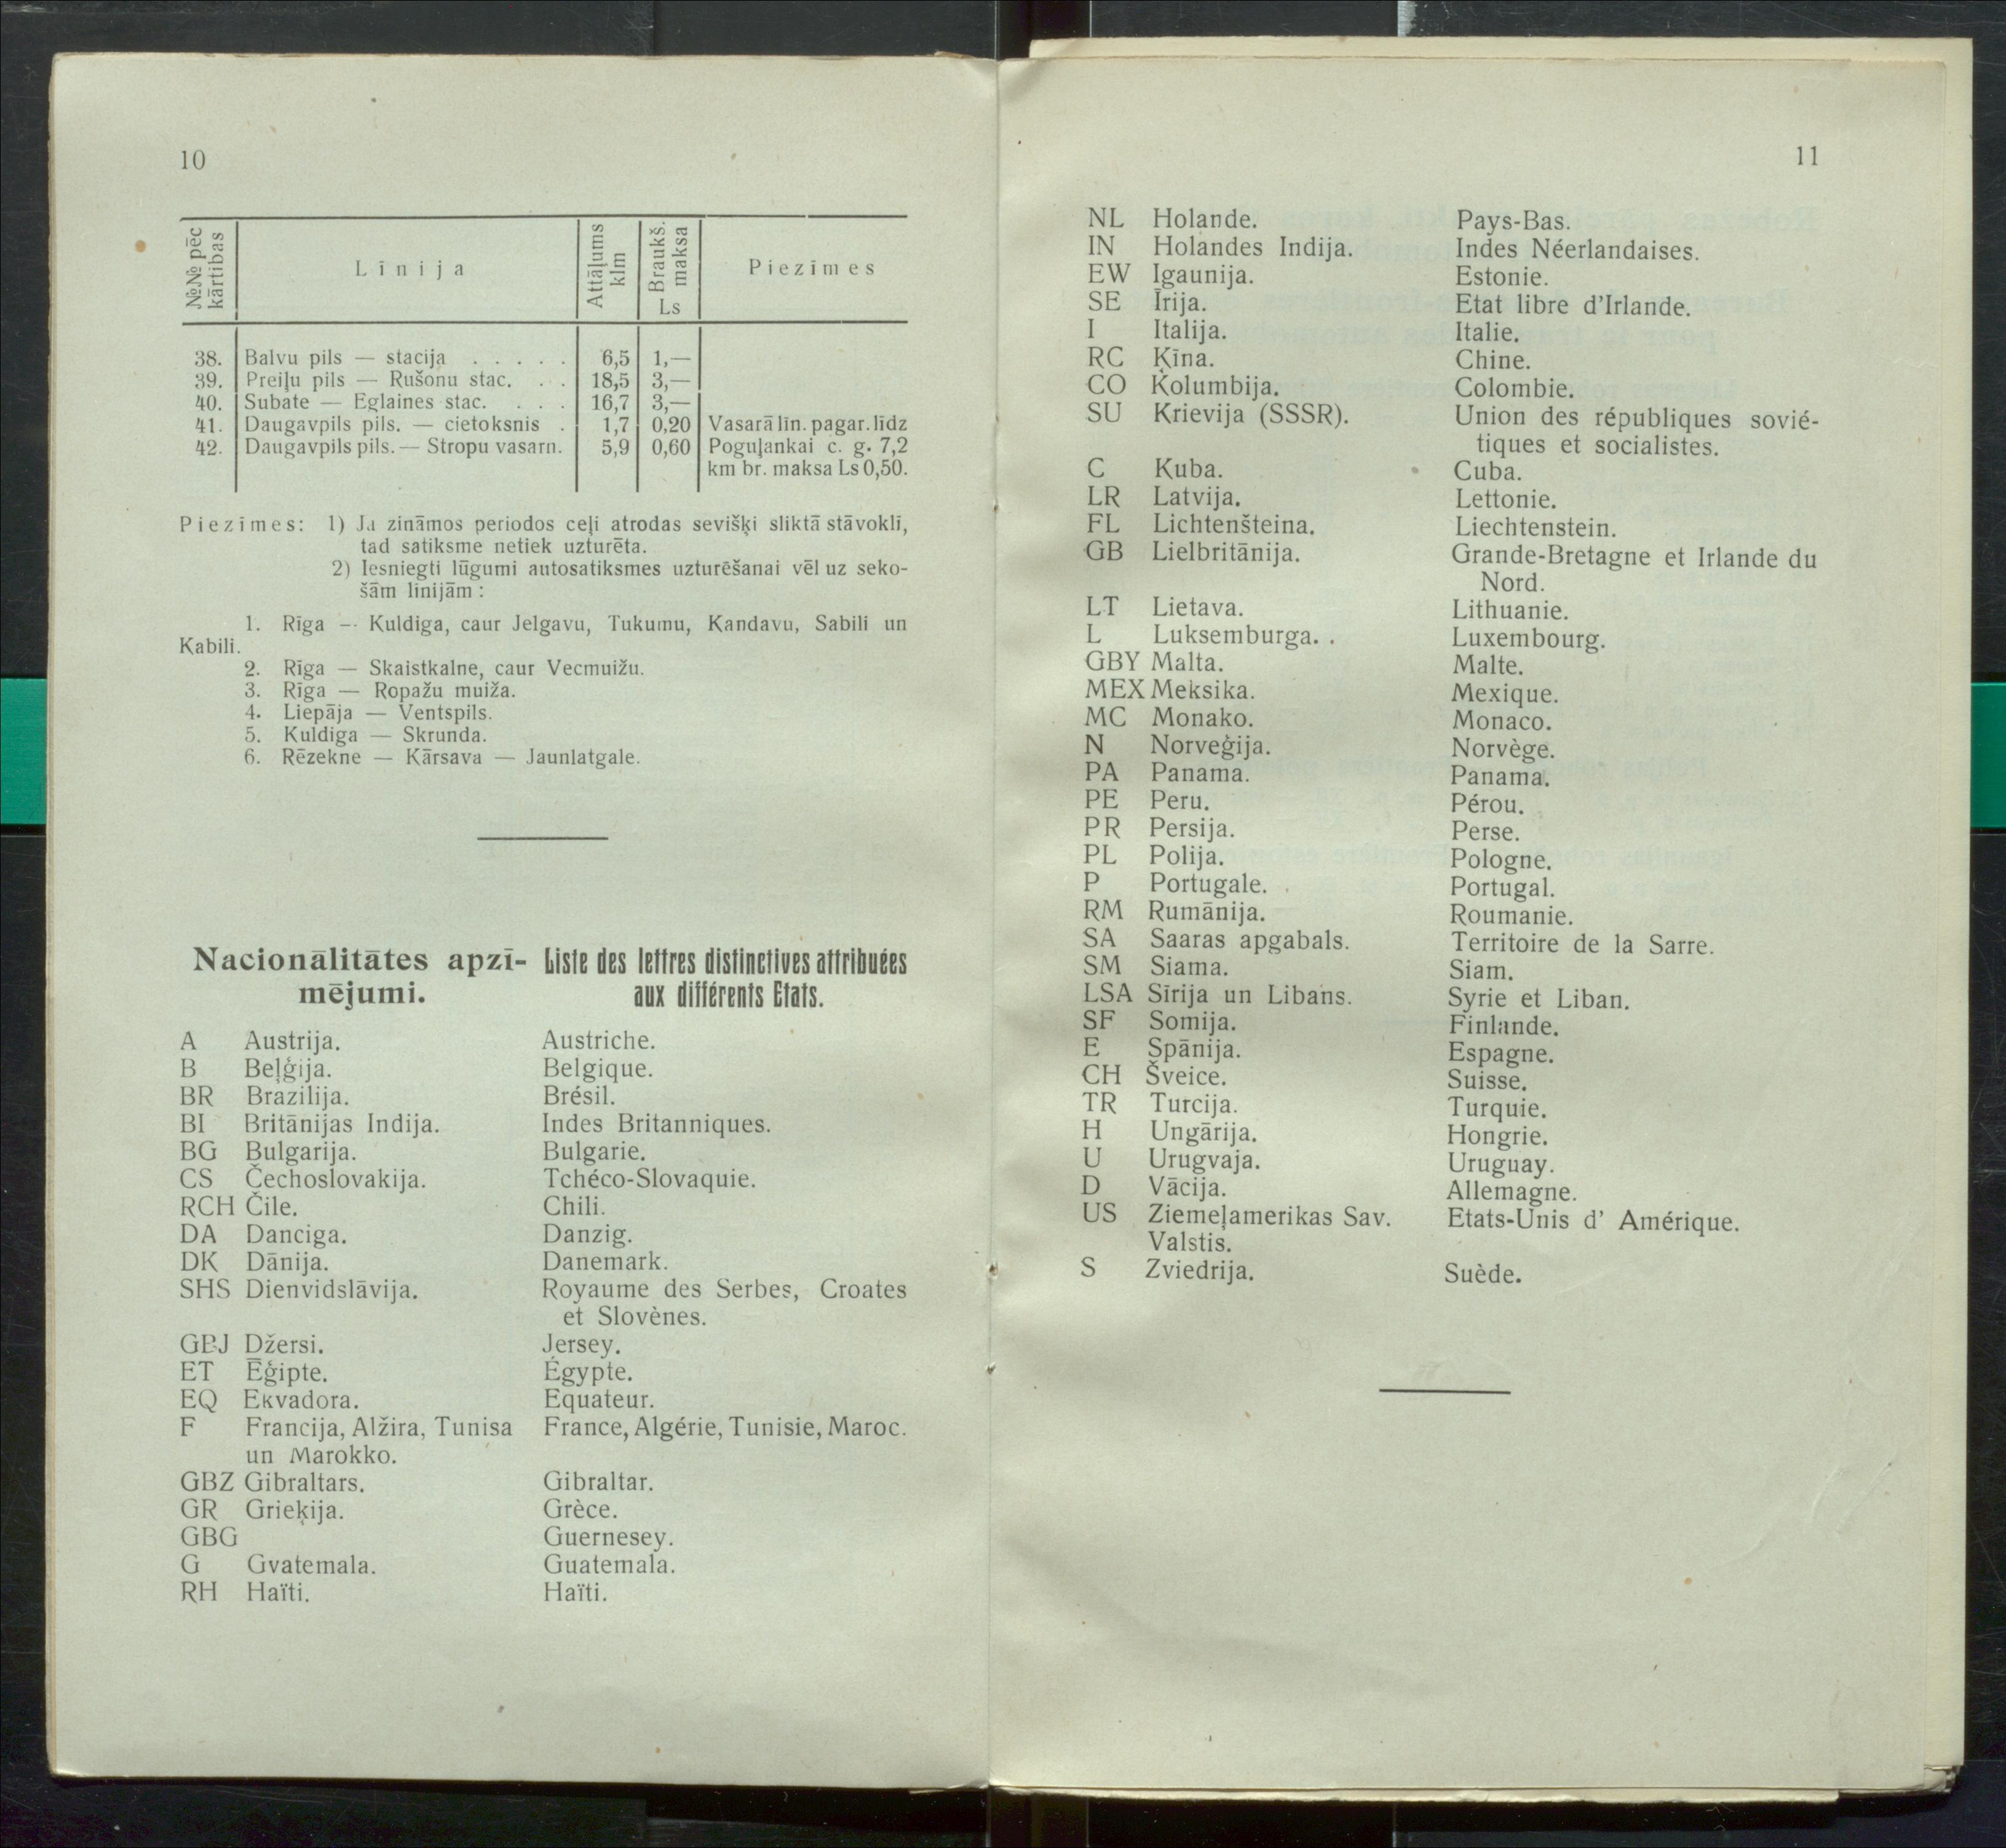 10
№№ pēc kārtības Līnija Attāļums klm Braukš. maksa Ls Piezīmes
38. Balvu pils — stacija . . . . . 6,5 1,—
39. Preiļu pils — Rušonu stac. . . 18,5 3,—
40. Subate — Eglaines stac. . . . 16,7 3,—
41. Daugavpils pils. — cietoksnis . 1,7 0,20 Vasarā līn. pagar. līdz
42. Daugavpils pils. — Stropu vasarn. 5,9 0,60 Poguļankai c. g. 7,2
km br. maksa Ls 0,50.
Piezīmes: 1) Ja zināmos periodos ceļi atrodas sevišķi sliktā stāvoklī,
tad satiksme netiek uzturēta.
2) Iesniegti lūgumi autosatiksmes uzturēšanai vēl uz seko-
šām līnijām :
1. Rīga — Kuldiga, caur Jelgavu, Tukumu, Kandavu, Sabili un
Kabili.
2. Rīga — Skaistkalne, caur Vecmuižu.
3. Rīga — Ropažu muiža.
4. Liepāja — Ventspils.
5. Kuldiga — Skrunda.
6. Rēzekne — Kārsava — Jaunlatgale.
Nacionālitātes apzī-
mējumi.
Liste des lettres distinctives attribuées
aux différents Etats.
A Austrija. Austriche.
B Beļģija. Belgique.
BR Brazilija. Brésil.
BI Britānijas Indija. Indes Britanniques.
BG Bulgarija. Bulgarie.
CS Čechoslovakija. Tchéco-Slovaquie.
RCH Čile. Chili.
DA Danciga. Danzig.
DK Dānija. Danemark.
SHS Dienvidslāvija. Royaume des Serbes, Croates
et Slovènes.
GBJ Džersi. Jersey.
ET Ēģipte. Égypte.
EQ Ekvadora. Equateur.
F Francija, Alžira, Tunisa France, Algérie, Tunisie, Maroc.
un Marokko.
GBZ Gibraltars. Gibraltar.
GR Grieķija. Grèce.
GBG Guernesey.
G Gvatemala. Guatemala.
RH Haïti. Haïti.
11
NL Holande. Pays-Bas.
IN Holandes Indija. Indes Néerlandaises.
EW Igaunija. Estonie.
SE Īrija. Etat libre d'Irlande.
I Italija. Italie.
RC Ķīna. Chine.
CO Kolumbija. Colombie.
SU Krievija (SSSR). Union des républiques sovié-
tiques et socialistes.
C Kuba. Cuba.
LR Latvija. Lettonie.
FL Lichtenšteina. Liechtenstein.
GB Lielbritānija. Grande-Bretagne et Irlande du
Nord.
LT Lietava. Lithuanie.
L Luksemburga. . Luxembourg.
GBY Malta. Malte.
MEX Meksika. Mexique.
MC Monako. Monaco.
N Norveģija. Norvège.
PA Panama. Panama.
PE Peru. Pérou.
PR Persija. Perse.
PL Polija. Pologne.
P Portugale. Portugal.
RM Rumānija. Roumanie.
SA Saaras apgabals. Territoire de la Sarre.
SM Siama. Siam.
LSA Sīrija un Libans. Syrie et Liban.
SF Somija. Finlande.
E Spānija. Espagne.
CH Šveice. Suisse.
TR Turcija. Turquie.
H Ungārija. Hongrie.
U Urugvaja. Uruguay.
D Vācija. Allemagne.
US Ziemeļamerikas Sav. Etats-Unis d' Amérique.
Valstis.
S Zviedrija. Suède.